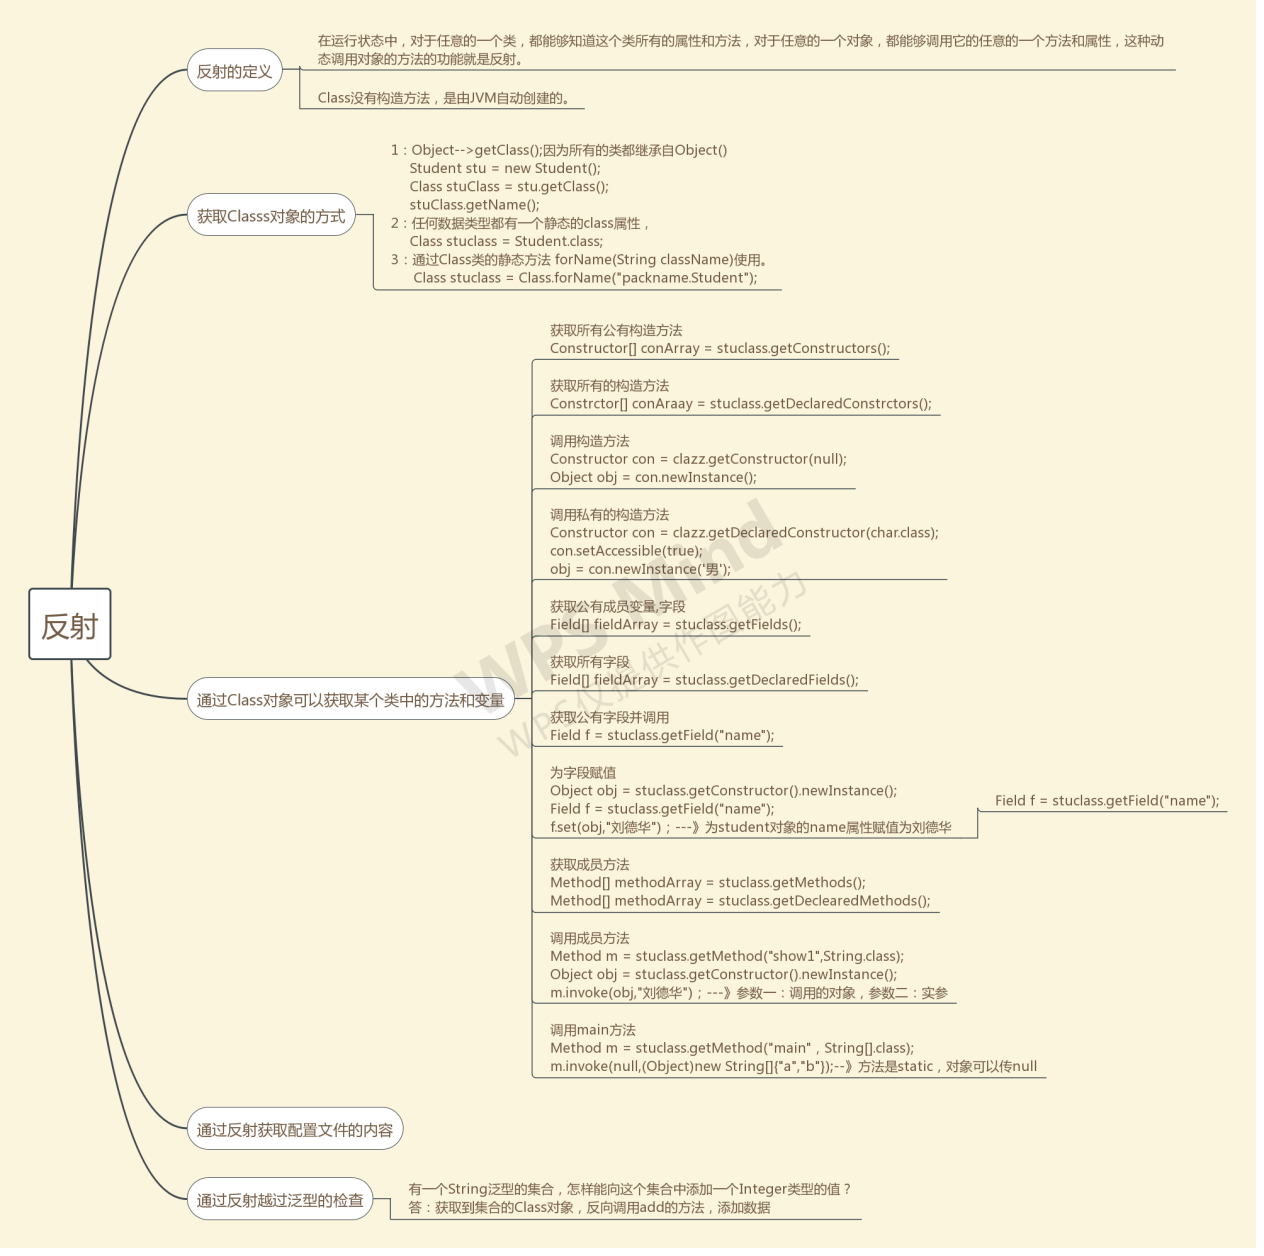 反射
反射的定义
在运行状态中，对于任意的一个类，都能够知道这个类所有的属性和方法，对于任意的一个对象，都能够调用它的任意的一个方法和属性，这种动
态调用对象的方法的功能就是反射。
Class没有构造方法，是由JVM自动创建的。
获取Classs对象的方式
1：Object-->getClass();因为所有的类都继承自Object()
Student stu = new Student();
Class stuClass = stu.getClass();
stuClass.getName();
2：任何数据类型都有一个静态的class属性，
Class stuclass = Student.class;
3：通过Class类的静态方法 forName(String className)使用。
Class stuclass = Class.forName("packname.Student");
通过Class对象可以获取某个类中的方法和变量
获取所有公有构造方法
Constructor[] conArray = stuclass.getConstructors();
获取所有的构造方法
Constrctor[] conAraay = stuclass.getDeclaredConstrctors();
调用构造方法
Constructor con = clazz.getConstructor(null);
Object obj = con.newInstance();
调用私有的构造方法
Constructor con = clazz.getDeclaredConstructor(char.class);
con.setAccessible(true);
obj = con.newInstance('男');
获取公有成员变量,字段
Field[] fieldArray = stuclass.getFields();
获取所有字段
Field[] fieldArray = stuclass.getDeclaredFields();
获取公有字段并调用
Field f = stuclass.getField("name");
为字段赋值
Object obj = stuclass.getConstructor().newInstance();
Field f = stuclass.getField("name");
f.set(obj,"刘德华")；---》为student对象的name属性赋值为刘德华
Field f = stuclass.getField("name");
获取成员方法
Method[] methodArray = stuclass.getMethods();
Method[] methodArray = stuclass.getDeclearedMethods();
调用成员方法
Method m = stuclass.getMethod("show1",String.class);
Object obj = stuclass.getConstructor().newInstance();
m.invoke(obj,"刘德华")；---》参数一：调用的对象，参数二：实参
调用main方法
Method m = stuclass.getMethod("main"，String[].class);
m.invoke(null,(Object)new String[]{"a","b"});--》方法是static，对象可以传null
通过反射获取配置文件的内容
通过反射越过泛型的检查
有一个String泛型的集合，怎样能向这个集合中添加一个Integer类型的值？
答：获取到集合的Class对象，反向调用add的方法，添加数据
WPS Mind
WPS仅提供作图能力